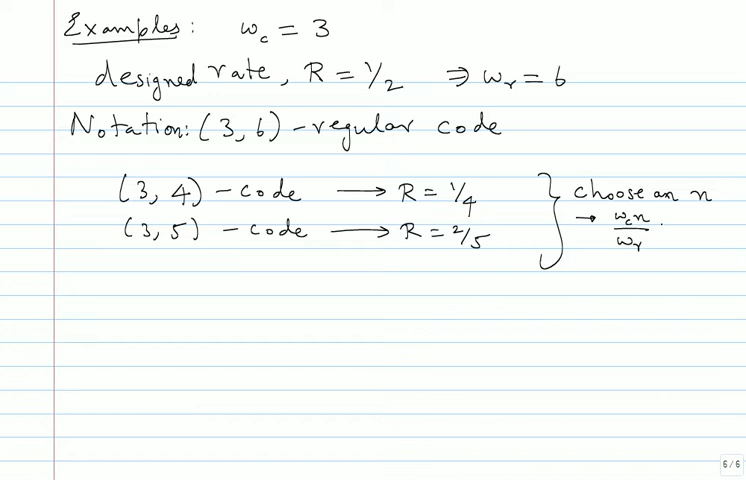 Examples: w_c = 3
designed rate, R = 1/2 ⇒ w_r = 6
Notation: (3, 6) - regular code
(3, 4) - code → R = 1/4
(3, 5) - code → R = 2/5
} choose an n
→ w_c n / w_r .
6 / 6